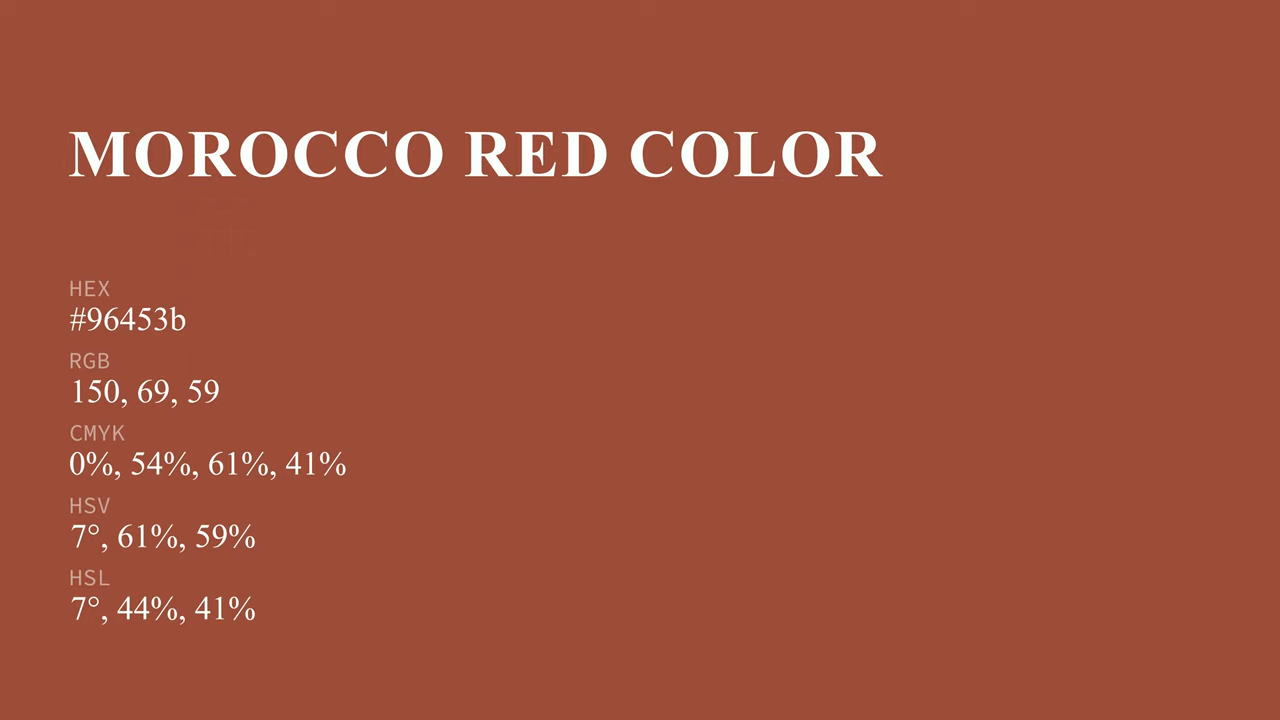 MOROCCO RED COLOR
HEX
#96453b
RGB
150, 69, 59
CMYK
0%, 54%, 61%, 41%
HSV
7°, 61%, 59%
HSL
7°, 44%, 41%